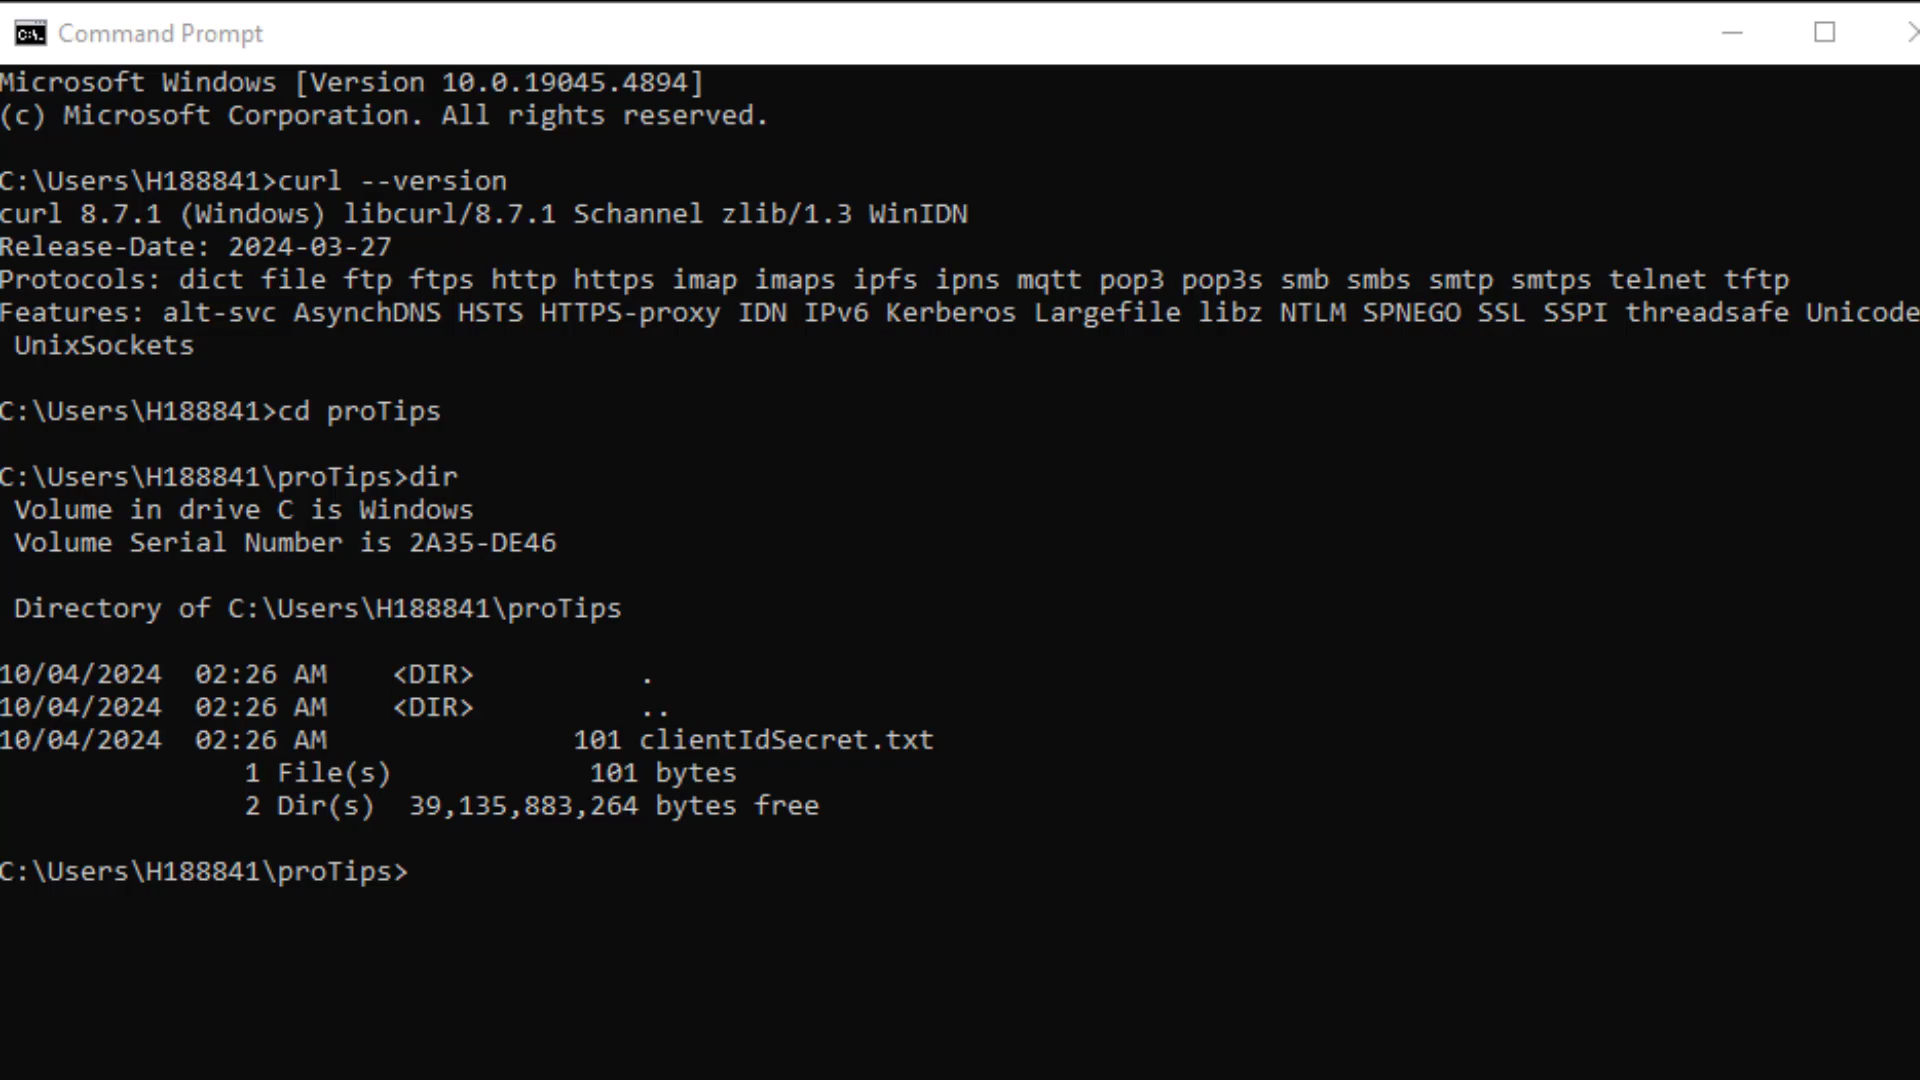 Command Prompt
Microsoft Windows [Version 10.0.19045.4894]
(c) Microsoft Corporation. All rights reserved.
C:\Users\H188841>curl --version
curl 8.7.1 (Windows) libcurl/8.7.1 Schannel zlib/1.3 WinIDN
Release-Date: 2024-03-27
Protocols: dict file ftp ftps http https imap imaps ipfs ipns mqtt pop3 pop3s smb smbs smtp smtps telnet tftp
Features: alt-svc AsynchDNS HSTS HTTPS-proxy IDN IPv6 Kerberos Largefile libz NTLM SPNEGO SSL SSPI threadsafe Unicode
 UnixSockets
C:\Users\H188841>cd proTips
C:\Users\H188841\proTips>dir
 Volume in drive C is Windows
 Volume Serial Number is 2A35-DE46
 Directory of C:\Users\H188841\proTips
10/04/2024  02:26 AM    <DIR>          .
10/04/2024  02:26 AM    <DIR>          ..
10/04/2024  02:26 AM               101 clientIdSecret.txt
               1 File(s)            101 bytes
               2 Dir(s)  39,135,883,264 bytes free
C:\Users\H188841\proTips>